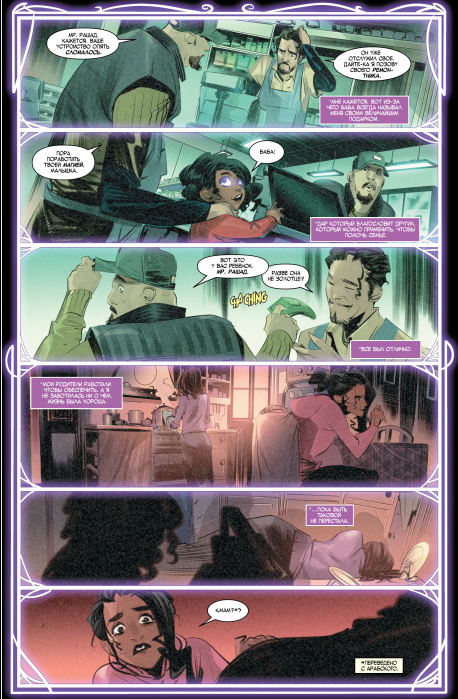 МР. РАШАД,
КАЖЕТСЯ, ВАШЕ
УСТРОЙСТВО ОПЯТЬ
СЛОМАЛОСЬ.
ОН УЖЕ
ОТСЛУЖИЛ СВОЕ.
ДАЙТЕ-КА Я ПОЗОВУ
СВОЕГО РЕМОН-
ТНИКА.
"МНЕ КАЖЕТСЯ, ВОТ ИЗ-ЗА
ЧЕГО БАБА ВСЕГДА НАЗЫВАЛ
МЕНЯ СВОИМ ВЕЛИЧАЙШИМ
ПОДАРКОМ.
ПОРА
ПОРАБОТАТЬ
ТВОЕЙ МАГИЕЙ,
МАЛЫШКА.
БАБА!
"ДАР КОТОРЫЙ БЛАГОСЛОВИТ ДРУГИХ,
КОТОРЫЙ МОЖНО ПРИМЕНИТЬ, ЧТОБЫ
ПОМОЧЬ СЕМЬЕ.
ВОТ ЭТО
У ВАС РЕБЕНОК,
МР. РАШАД.
РАЗВЕ ОНА
НЕ ЗОЛОТЦЕ?
CHA CHING
"ВСЕ БЫЛ ОТЛИЧНО.
"МОИ РОДИТЕЛИ РАБОТАЛИ
ЧТОБЫ ОБЕСПЕЧИТЬ, А Я
НЕ ЗАБОТИЛАСЬ НИ О ЧЕМ,
ЖИЗНЬ БЫЛА ХОРОША.
"...ПОКА БЫТЬ
ТАКОВОЙ
НЕ ПЕРЕСТАЛА.
<МАМ?*>
*ПЕРЕВЕДЕНО
С АРАБСКОГО.